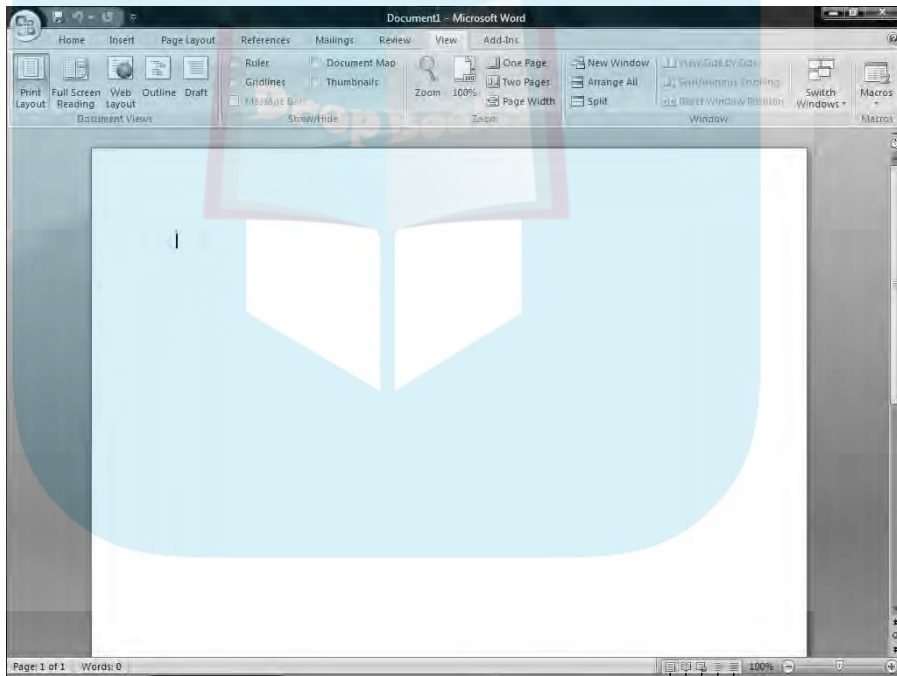 Document1 - Microsoft Word
Home Insert Page Layout References Mailings Review View Add-Ins
Ruler Document Map One Page New Window View Side by Side
Gridlines Thumbnails Two Pages Arrange All Synchronous Scrolling
Message Bar Page Width Split Reset Window Position
Print Layout Full Screen Reading Web Layout Outline Draft Zoom 100% Switch Windows Macros
Document Views Show/Hide Zoom Window Macros
Page: 1 of 1 Words: 0 100%